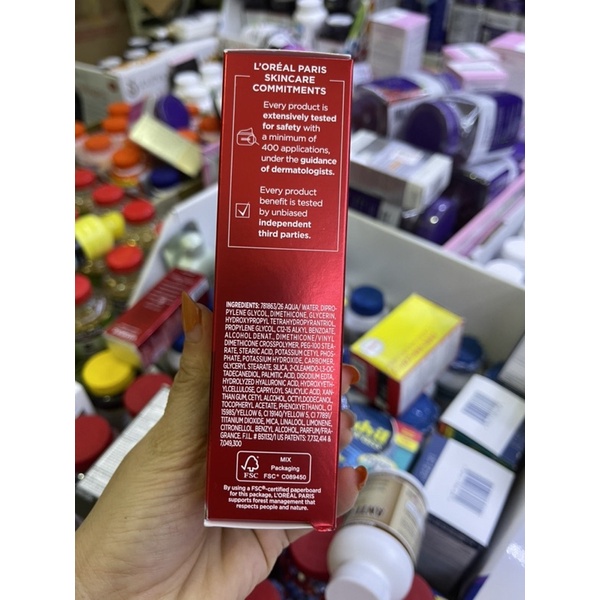 L'ORÉAL PARIS
SKINCARE
COMMITMENTS
Every product is
extensively tested
for safety with
a minimum of
400 applications,
under the guidance
of dermatologists.
Every product
benefit is tested
by unbiased
independent
third parties.
INGREDIENTS: 781863/26 AQUA/ WATER, DIPRO-
PYLENE GLYCOL, DIMETHICONE, GLYCERIN,
HYDROXYPROPYL TETRAHYDROPYRANTRIOL,
PROPYLENE GLYCOL, C12-15 ALKYL BENZOATE,
ALCOHOL DENAT., DIMETHICONE/VINYL
DIMETHICONE CROSSPOLYMER, PEG-100 STEA-
RATE, STEARIC ACID, POTASSIUM CETYL PHOS-
PHATE, POTASSIUM HYDROXIDE, CARBOMER,
GLYCERYL STEARATE, SILICA, 2-OLEAMIDO-1,3-OC-
TADECANEDIOL, PALMITIC ACID, DISODIUM EDTA,
HYDROLYZED HYALURONIC ACID, HYDROXYETH-
YLCELLULOSE, CAPRYLOYL SALICYLIC ACID, XAN-
THAN GUM, CETYL ALCOHOL, OCTYLDODECANOL,
TOCOPHERYL ACETATE, PHENOXYETHANOL, CI
15985/YELLOW 6, CI 19140/YELLOW 5, CI 77891/
TITANIUM DIOXIDE, MICA, LINALOOL, LIMONENE,
CITRONELLOL, BENZYL ALCOHOL, PARFUM/FRA-
GRANCE. F.I.L. # B51132/1 US PATENTS: 7,732,414 &
7,049,300
FSC
MIX
Packaging
FSC® C089450
By using a FSC®-certified paperboard
for this package, L'ORÉAL PARIS
supports forest management that
respects people and nature.